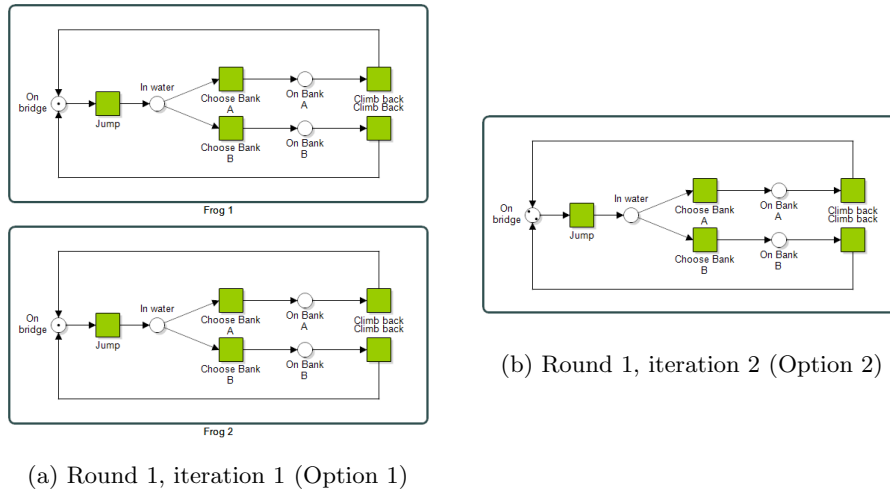 On
bridge
Jump
In water
Choose Bank
A
On Bank
A
Climb back
Climb Back
Choose Bank
B
On Bank
B
Frog 1
On
bridge
Jump
In water
Choose Bank
A
On Bank
A
Climb back
Climb back
Choose Bank
B
On Bank
B
Frog 2
(a) Round 1, iteration 1 (Option 1)
On
bridge
Jump
In water
Choose Bank
A
On Bank
A
Climb back
Climb back
Choose Bank
B
On Bank
B
(b) Round 1, iteration 2 (Option 2)